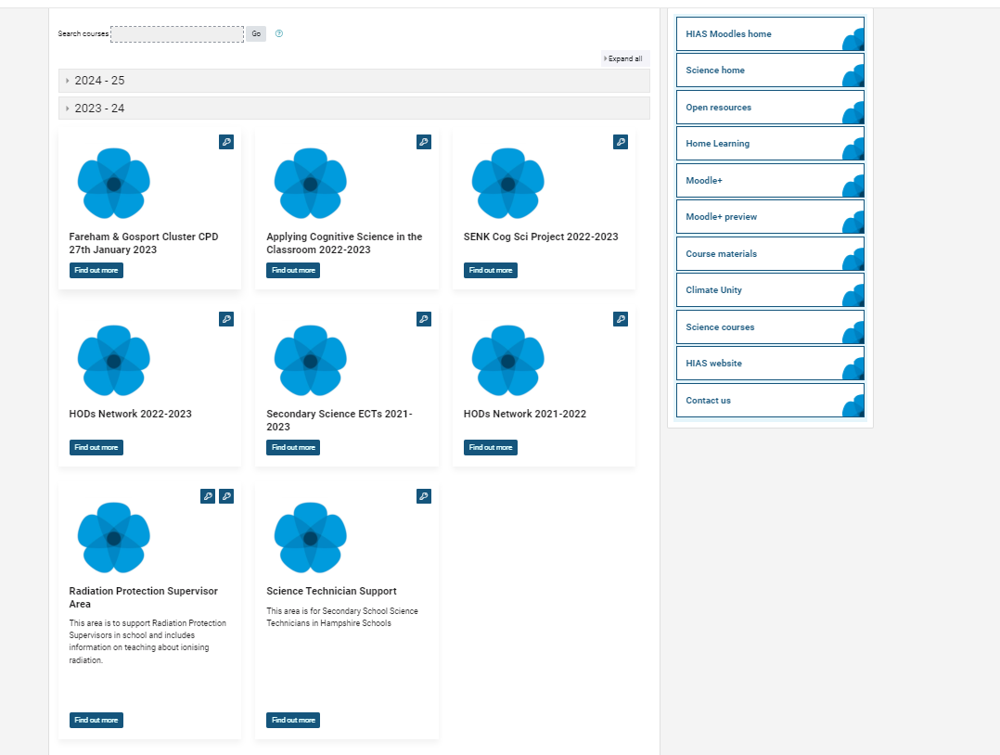 Search courses
Go
Expand all
2024 - 25
2023 - 24
Fareham & Gosport Cluster CPD
27th January 2023
Find out more
Applying Cognitive Science in the
Classroom 2022-2023
Find out more
SENK Cog Sci Project 2022-2023
Find out more
HODs Network 2022-2023
Find out more
Secondary Science ECTs 2021-
2023
Find out more
HODs Network 2021-2022
Find out more
Radiation Protection Supervisor
Area
This area is to support Radiation Protection
Supervisors in school and includes
information on teaching about ionising
radiation.
Find out more
Science Technician Support
This area is for Secondary School Science
Technicians in Hampshire Schools
Find out more
HIAS Moodles home
Science home
Open resources
Home Learning
Moodle+
Moodle+ preview
Course materials
Climate Unity
Science courses
HIAS website
Contact us